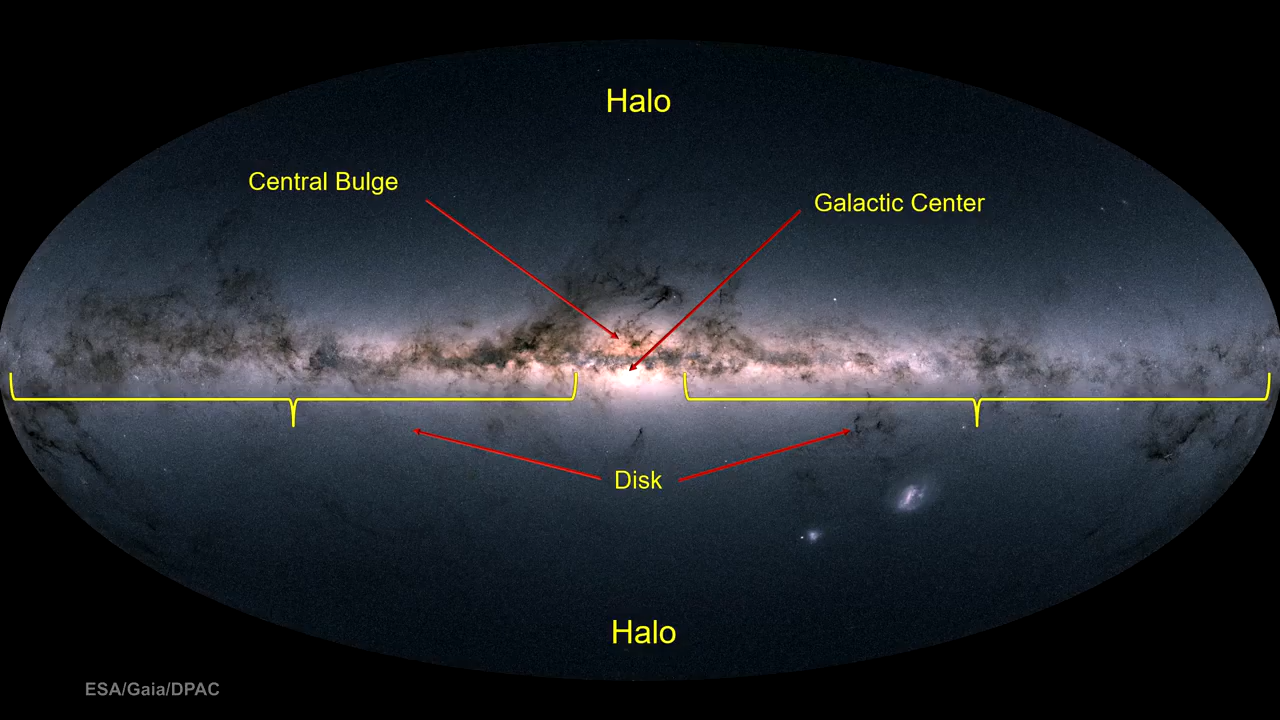 Halo
Central Bulge
Galactic Center
Disk
Halo
ESA/Gaia/DPAC